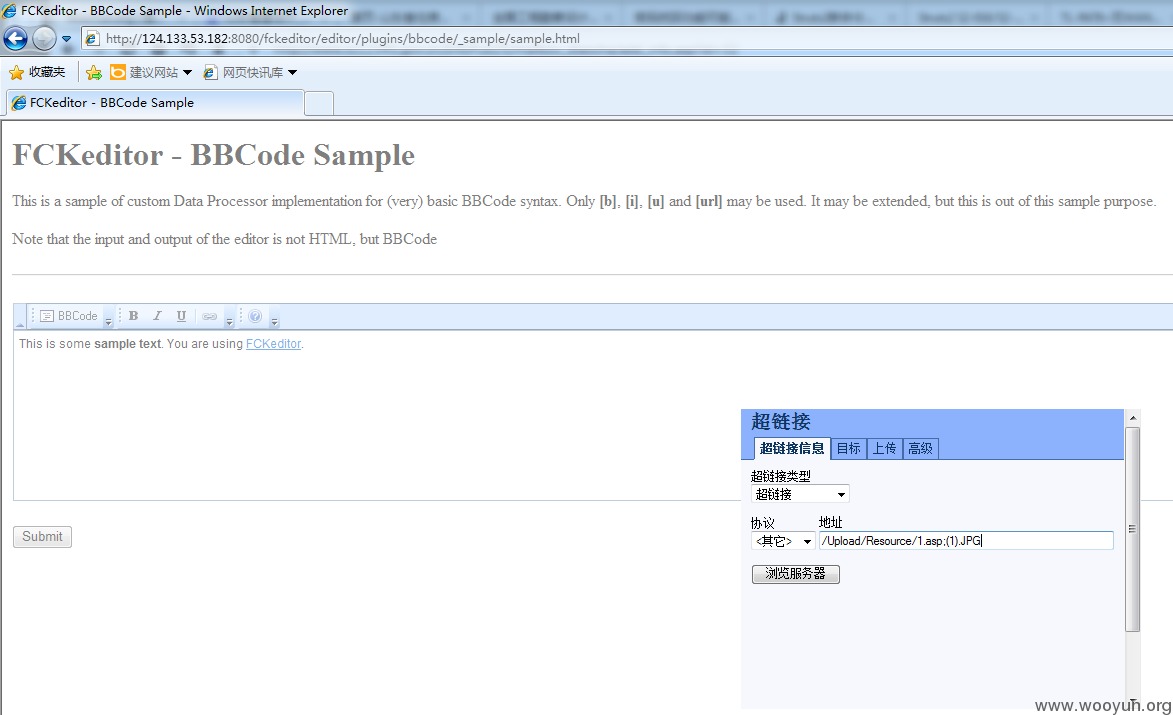 FCKeditor - BBCode Sample - Windows Internet Explorer
http://124.133.53.182:8080/fckeditor/editor/plugins/bbcode/_sample/sample.html
收藏夹 建议网站 网页快讯库
FCKeditor - BBCode Sample
FCKeditor - BBCode Sample
This is a sample of custom Data Processor implementation for (very) basic BBCode syntax. Only [b], [i], [u] and [url] may be used. It may be extended, but this is out of this sample purpose.
Note that the input and output of the editor is not HTML, but BBCode
BBCode B I U
This is some sample text. You are using FCKeditor.
超链接
超链接信息 目标 上传 高级
超链接类型
超链接
协议 地址
<其它> /Upload/Resource/1.asp;(1).JPG
浏览服务器
Submit
www.wooyun.org